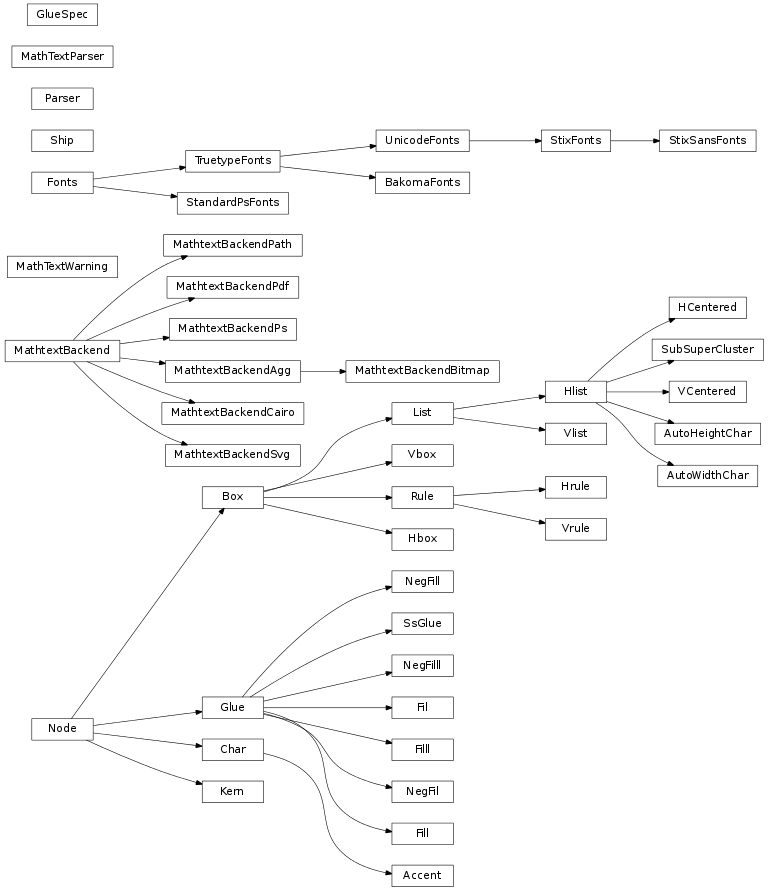 GlueSpec
MathTextParser
Parser
Ship
UnicodeFonts
StixFonts
StixSansFonts
TruetypeFonts
Fonts
BakomaFonts
StandardPsFonts
MathtextBackendPath
MathTextWarning
MathtextBackendPdf
HCentered
MathtextBackendPs
MathtextBackend
SubSuperCluster
MathtextBackendAgg
MathtextBackendBitmap
Hlist
VCentered
MathtextBackendCairo
List
Vlist
AutoHeightChar
MathtextBackendSvg
Vbox
AutoWidthChar
Box
Rule
Hrule
Vrule
Hbox
NegFill
SsGlue
NegFilll
Glue
Fil
Node
Char
Filll
Kern
NegFil
Fill
Accent